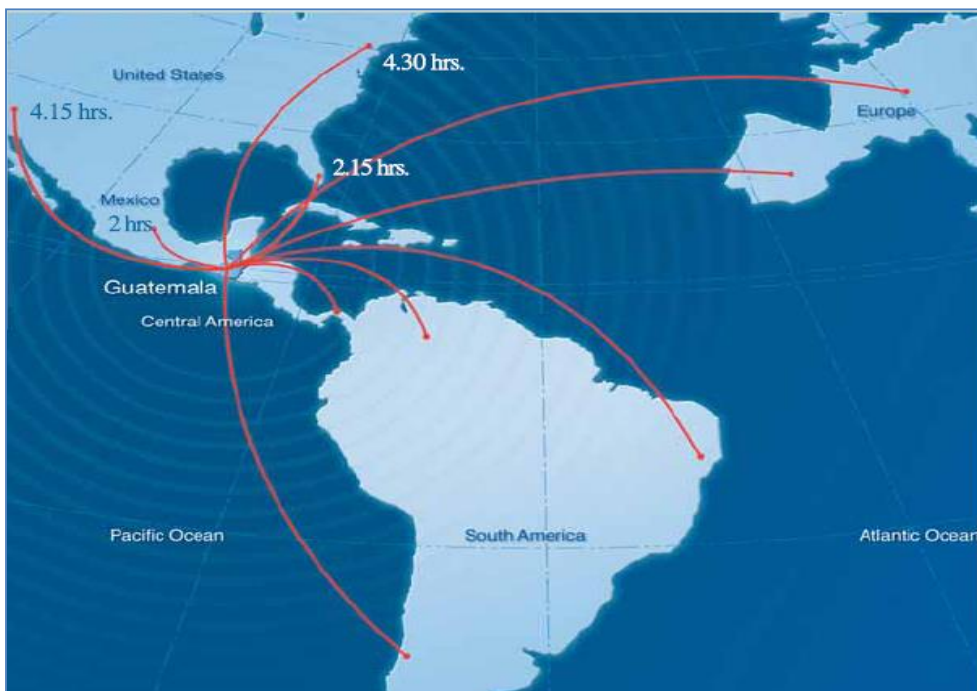 4.30 hrs.
United States
4.15 hrs.
Europe
2.15 hrs.
Mexico
2 hrs.
Guatemala
Central America
Pacific Ocean
South America
Atlantic Ocean